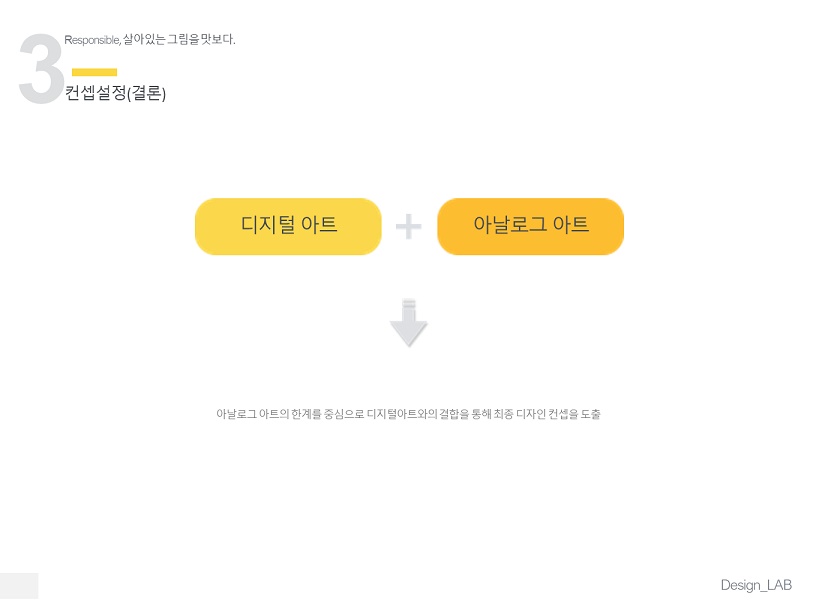 3
Responsible, 살아있는 그림을 맛보다.
컨셉설정(결론)
디지털 아트 + 아날로그 아트
아날로그 아트의 한계를 중심으로 디지털아트와의 결합을 통해 최종 디자인 컨셉을 도출
Design_LAB